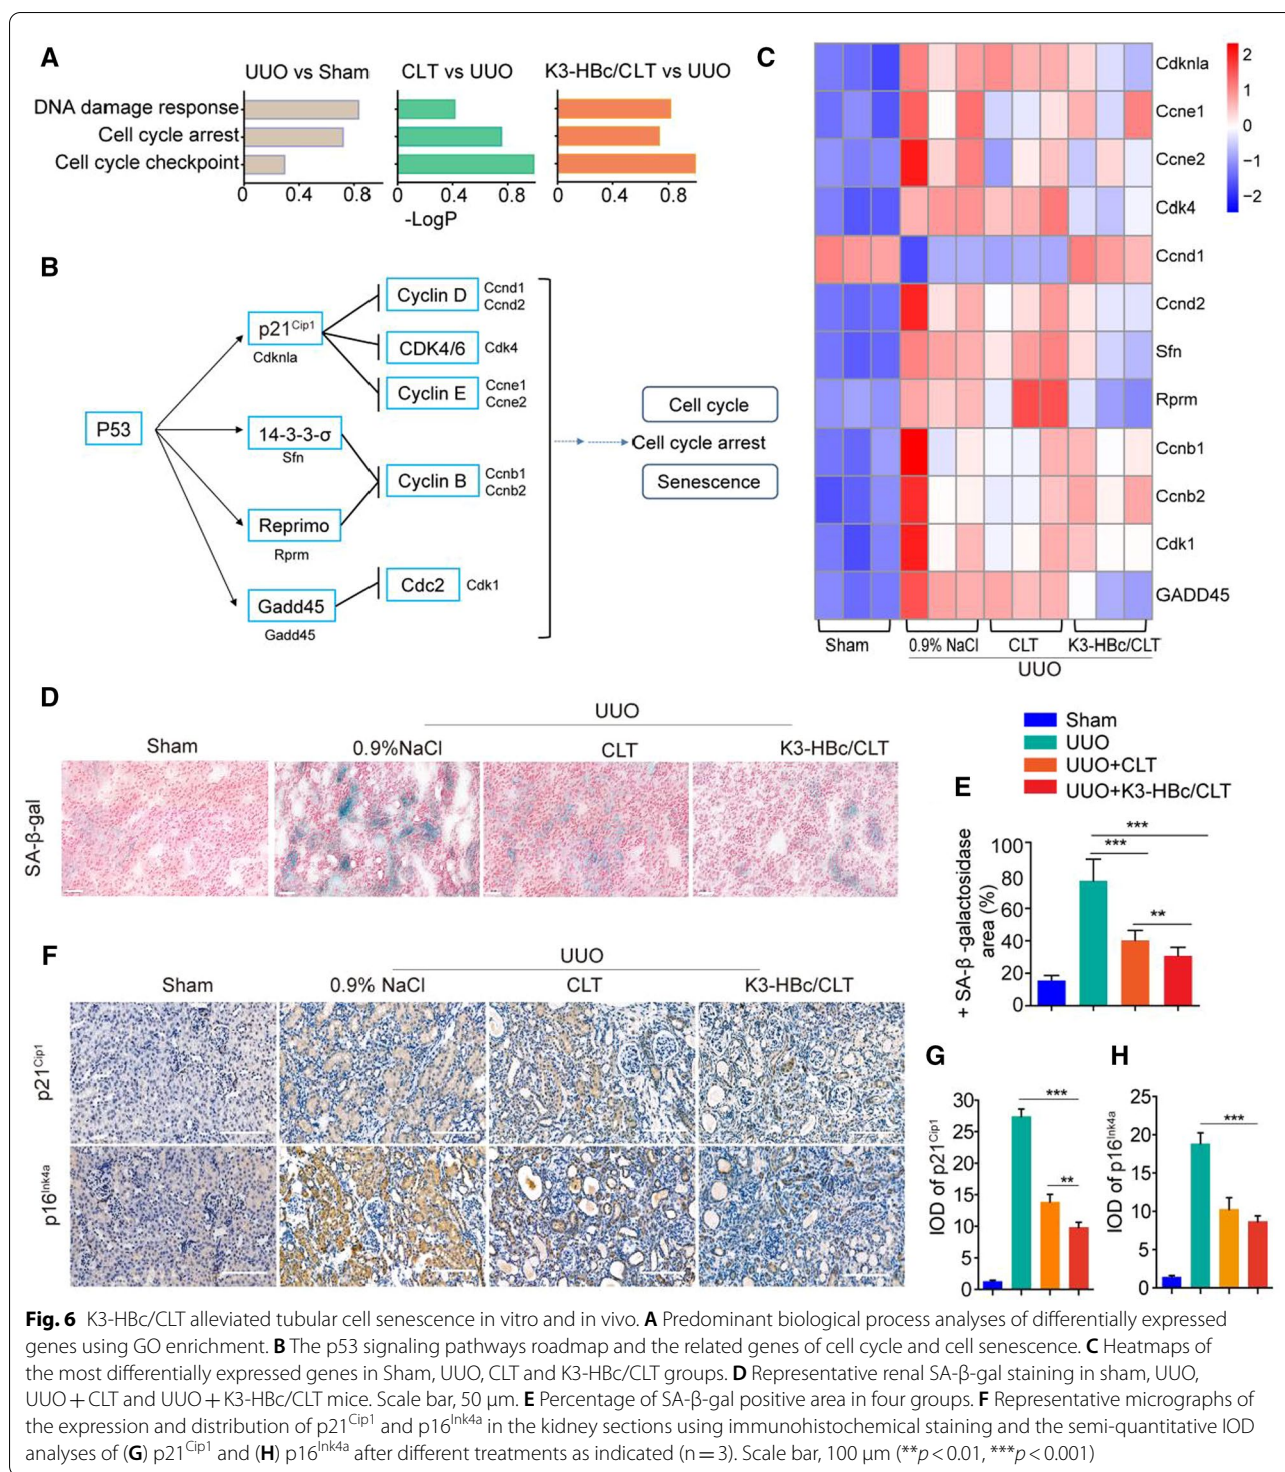 A
UUO vs Sham
CLT vs UUO
K3-HBc/CLT vs UUO
DNA damage response
Cell cycle arrest
Cell cycle checkpoint
0 0.4 0.8
0 0.4 0.8
0 0.4 0.8
-LogP
B
P53
p21Cip1
Cdknla
14-3-3-σ
Sfn
Reprimo
Rprm
Gadd45
Gadd45
Cyclin D
Ccnd1
Ccnd2
CDK4/6
Cdk4
Cyclin E
Ccne1
Ccne2
Cyclin B
Ccnb1
Ccnb2
Cdc2
Cdk1
Cell cycle
Cell cycle arrest
Senescence
C
Cdknla
Ccne1
Ccne2
Cdk4
Ccnd1
Ccnd2
Sfn
Rprm
Ccnb1
Ccnb2
Cdk1
GADD45
2
1
0
−1
−2
Sham
0.9% NaCl
CLT
K3-HBc/CLT
UUO
D
UUO
Sham
0.9%NaCl
CLT
K3-HBc/CLT
SA-β-gal
Sham
UUO
UUO+CLT
UUO+K3-HBc/CLT
E
+ SA-β -galactosidase
area (%)
100
80
60
40
20
0
***
***
**
F
UUO
Sham
0.9% NaCl
CLT
K3-HBc/CLT
p21Cip1
p16Ink4a
G
IOD of p21Cip1
30
25
20
15
10
5
0
***
**
H
IOD of p16Ink4a
25
20
15
10
5
0
***
Fig. 6 K3-HBc/CLT alleviated tubular cell senescence in vitro and in vivo. A Predominant biological process analyses of differentially expressed
genes using GO enrichment. B The p53 signaling pathways roadmap and the related genes of cell cycle and cell senescence. C Heatmaps of
the most differentially expressed genes in Sham, UUO, CLT and K3-HBc/CLT groups. D Representative renal SA-β-gal staining in sham, UUO,
UUO + CLT and UUO + K3-HBc/CLT mice. Scale bar, 50 μm. E Percentage of SA-β-gal positive area in four groups. F Representative micrographs of
the expression and distribution of p21Cip1 and p16Ink4a in the kidney sections using immunohistochemical staining and the semi-quantitative IOD
analyses of (G) p21Cip1 and (H) p16Ink4a after different treatments as indicated (n = 3). Scale bar, 100 μm (**p < 0.01, ***p < 0.001)